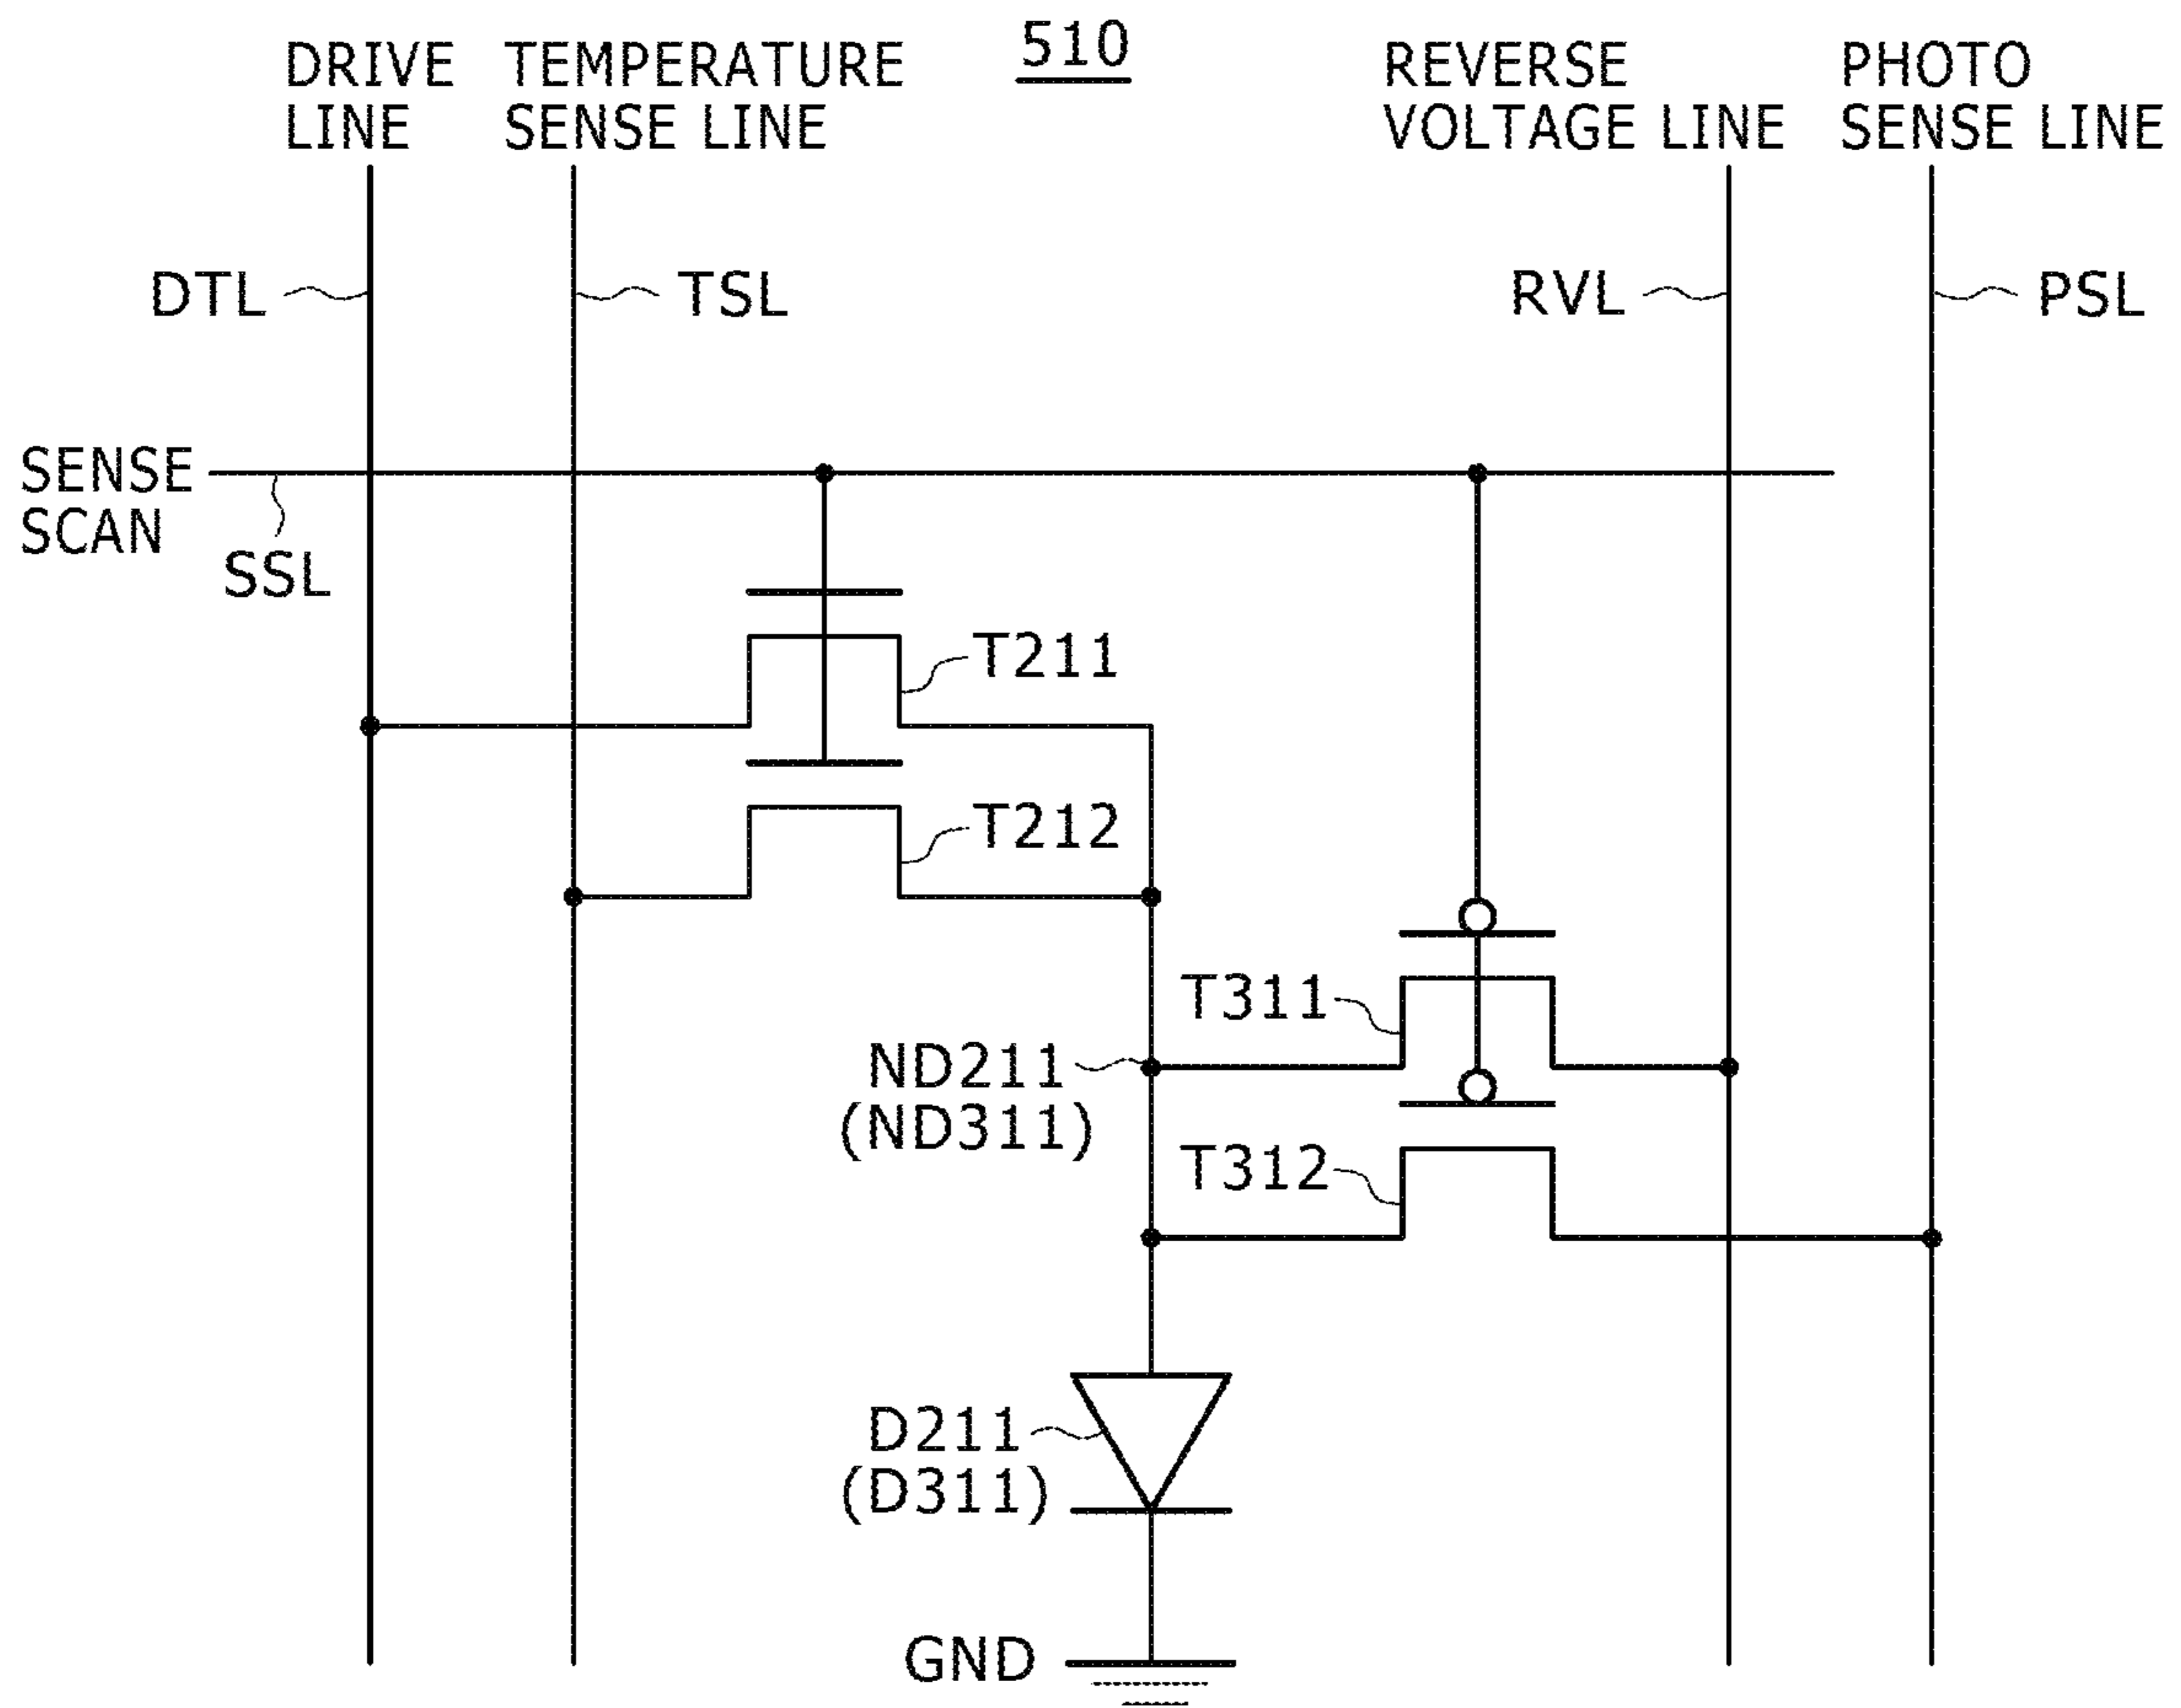 510
DRIVE
LINE
TEMPERATURE
SENSE LINE
REVERSE
VOLTAGE LINE
PHOTO
SENSE LINE
DTL
TSL
RVL
PSL
SENSE
SCAN
SSL
T211
T212
T311
ND211
(ND311)
T312
D211
(D311)
GND